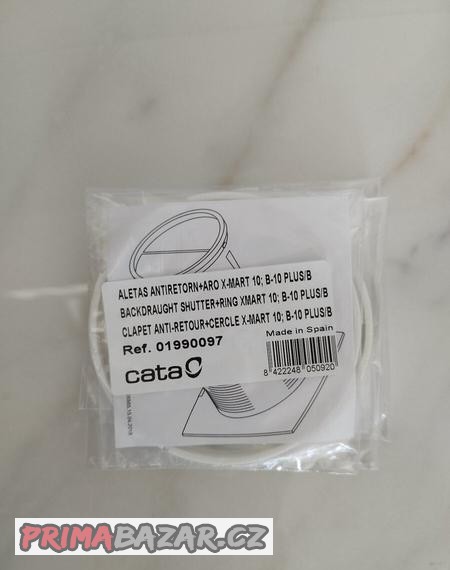 ALETAS ANTIRETORN+ARO X-MART 10; B-10 PLUS/B
BACKDRAUGHT SHUTTER+RING XMART 10; B-10 PLUS/B
CLAPET ANTI-RETOUR+CERCLE X-MART 10; B-10 PLUS/B
Made in Spain
Ref. 01990097
cata
8 422248 050920
PRIMABAZAR.CZ